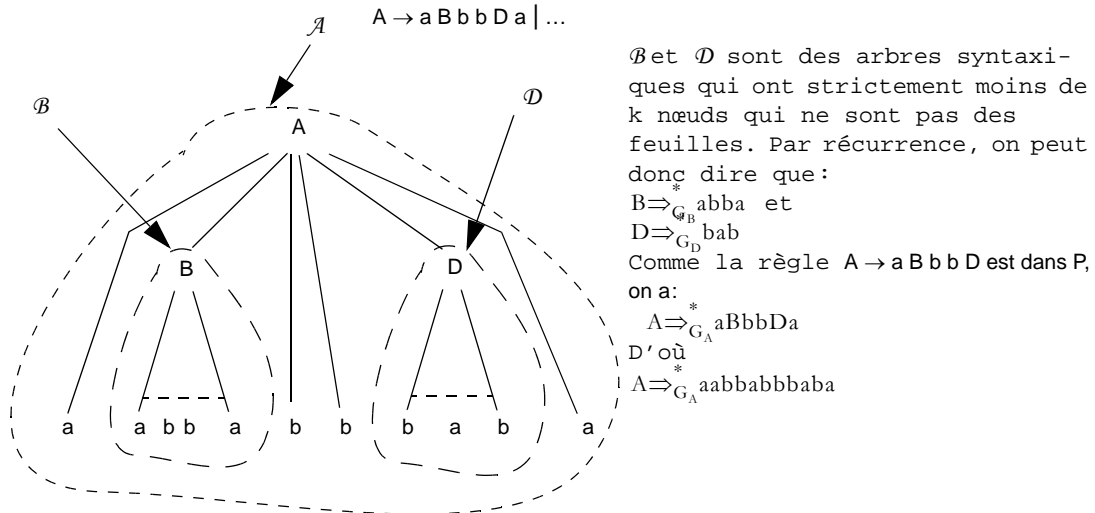 𝒜
A → a B b b D a | ...
ℬ
𝒟
A
B
D
a a b b a b b b a b a
ℬ et 𝒟 sont des arbres syntaxi-
ques qui ont strictement moins de
k nœuds qui ne sont pas des
feuilles. Par récurrence, on peut
donc dire que:
B⇒*G_B abba et
D⇒*G_D bab
Comme la règle A → a B b b D est dans P,
on a:
A⇒*G_A aBbbDa
D'où
A⇒*G_A aabbabbbaba